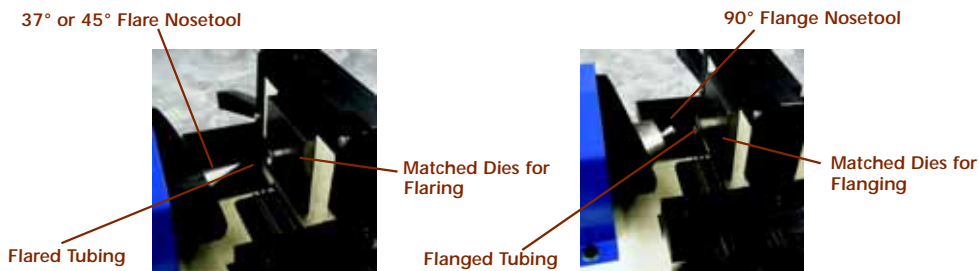 37° or 45° Flare Nosetool
90° Flange Nosetool
Matched Dies for
Flaring
Matched Dies for
Flanging
Flared Tubing
Flanged Tubing